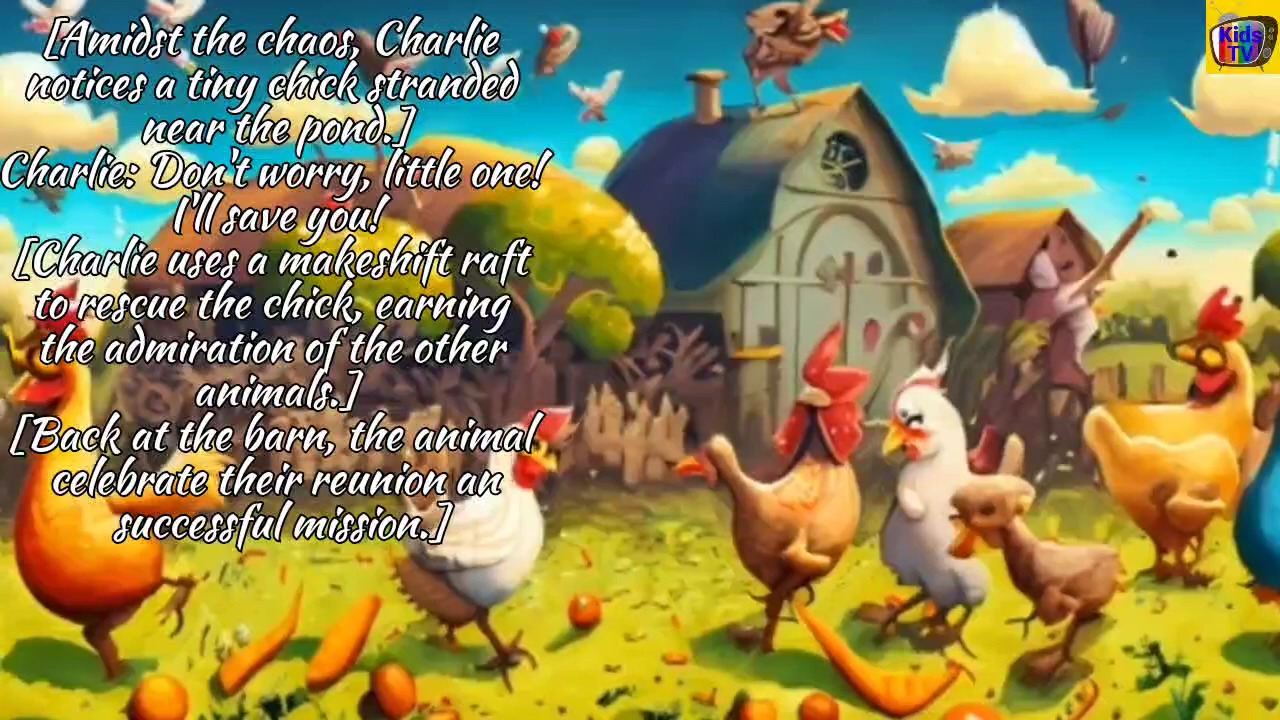 [Amidst the chaos, Charlie
notices a tiny chick stranded
near the pond.]
Charlie: Don't worry, little one!
I'll save you!
[Charlie uses a makeshift raft
to rescue the chick, earning
the admiration of the other
animals.]
[Back at the barn, the animal
celebrate their reunion an
successful mission.]
Kids
TV